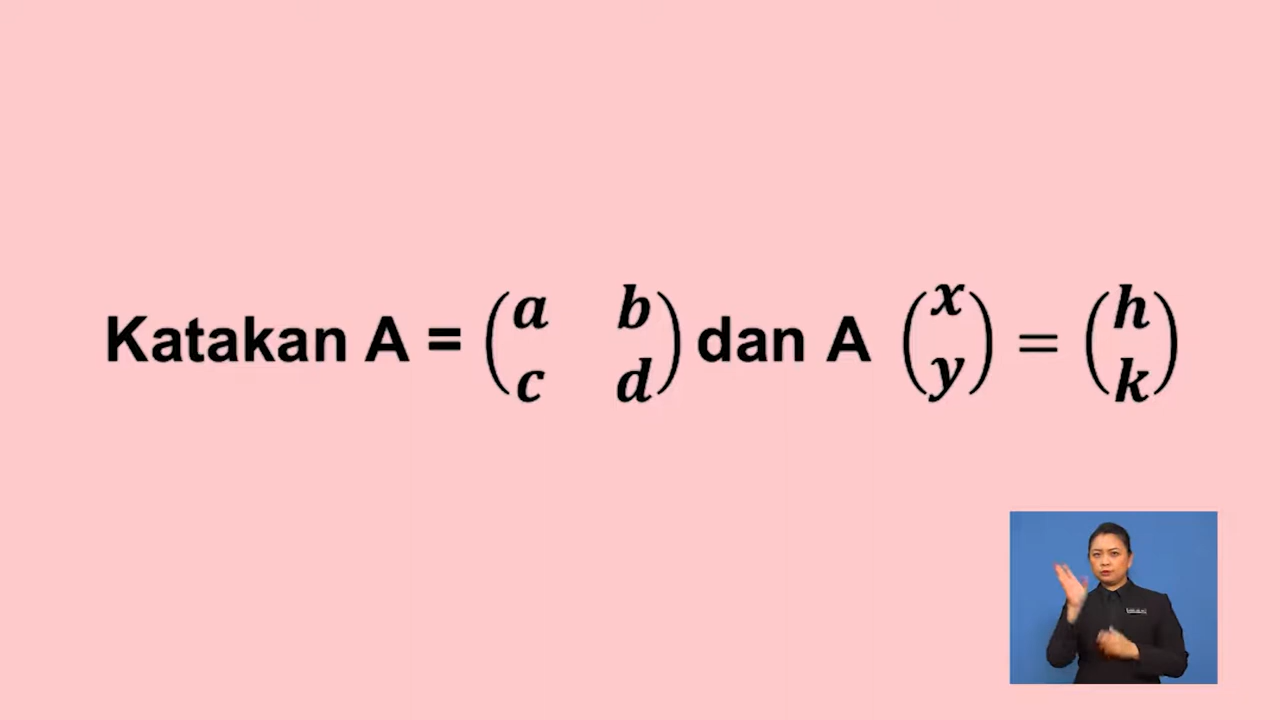 Katakan A = (a b c d) dan A (x y) = (h k)